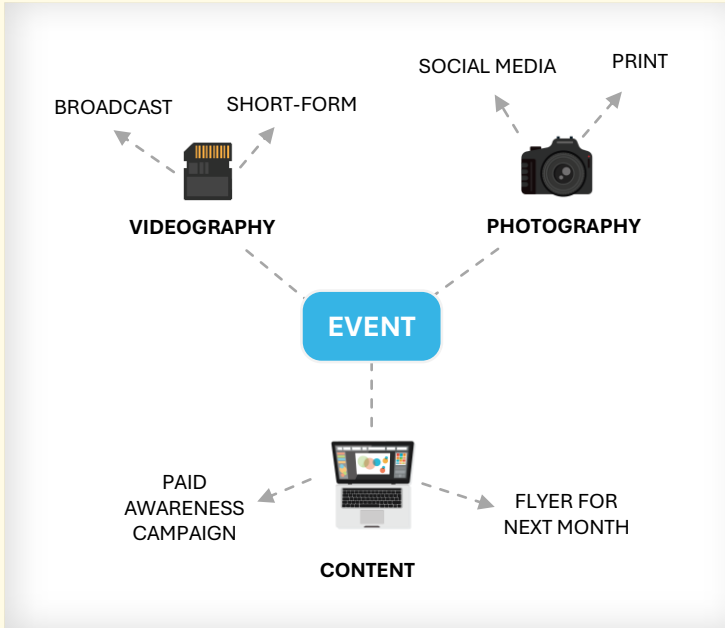 SOCIAL MEDIA
PRINT
BROADCAST
SHORT-FORM
VIDEOGRAPHY
PHOTOGRAPHY
EVENT
PAID
AWARENESS
CAMPAIGN
FLYER FOR
NEXT MONTH
CONTENT